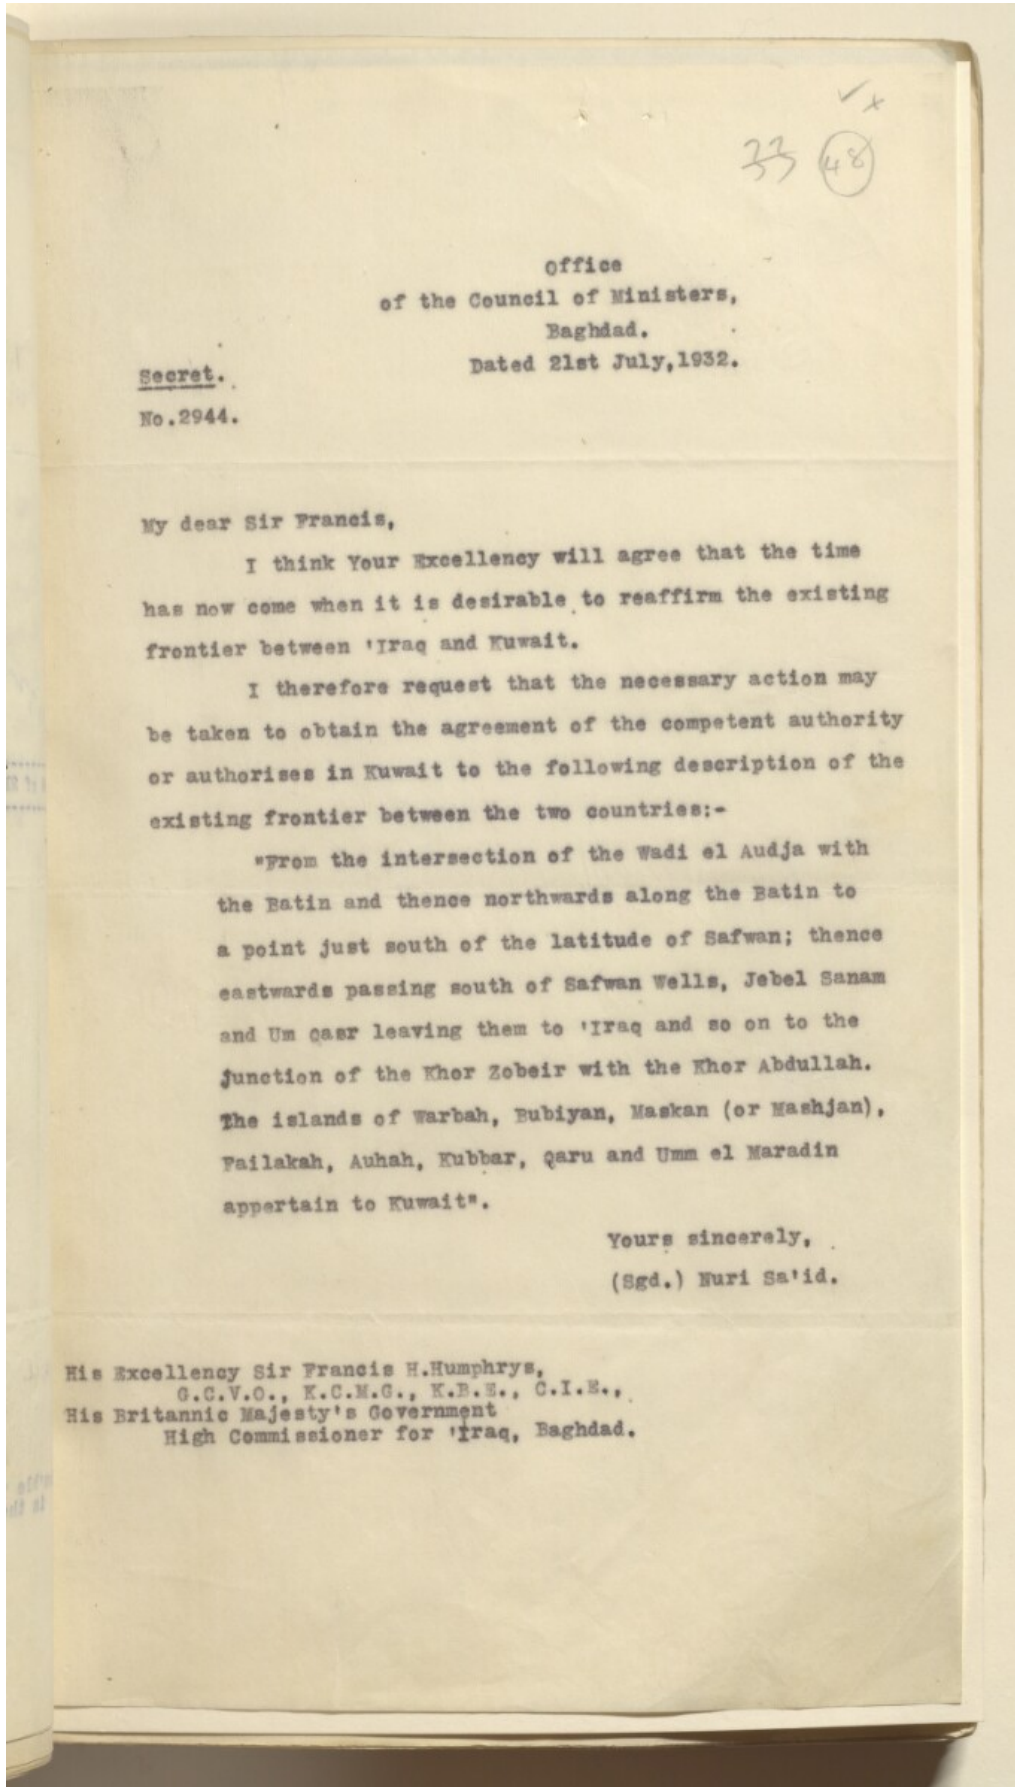 33 48
Office
of the Council of Ministers,
Baghdad.
Dated 21st July,1932.
Secret.
No.2944.
My dear Sir Francis,
I think Your Excellency will agree that the time
has now come when it is desirable to reaffirm the existing
frontier between 'Iraq and Kuwait.
I therefore request that the necessary action may
be taken to obtain the agreement of the competent authority
or authorises in Kuwait to the following description of the
existing frontier between the two countries:-
"From the intersection of the Wadi el Audja with
the Batin and thence northwards along the Batin to
a point just south of the latitude of Safwan; thence
eastwards passing south of Safwan Wells, Jebel Sanam
and Um Qasr leaving them to 'Iraq and so on to the
junction of the Khor Zobeir with the Khor Abdullah.
The islands of Warbah, Bubiyan, Maskan (or Mashjan),
Failakah, Auhah, Kubbar, Qaru and Umm el Maradin
appertain to Kuwait".
Yours sincerely,
(Sgd.) Nuri Sa'id.
His Excellency Sir Francis H.Humphrys,
G.C.V.O., K.C.M.G., K.B.E., C.I.E.,
His Britannic Majesty's Government
High Commissioner for 'Iraq, Baghdad.